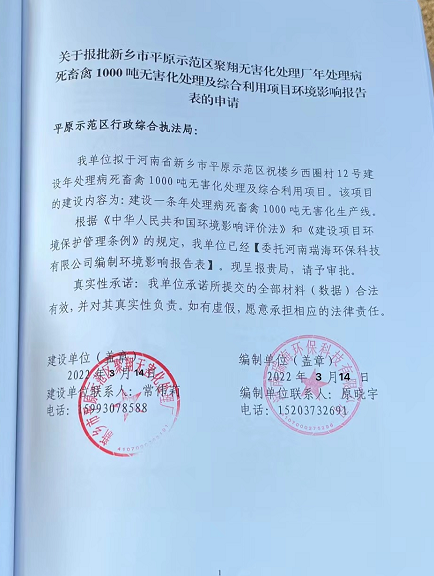 关于报批新乡市平原示范区聚翔无害化处理厂年处理病
死畜禽 1000 吨无害化处理及综合利用项目环境影响报告
表的申请
平原示范区行政综合执法局：
我单位拟于河南省新乡市平原示范区祝楼乡西圈村 12 号建
设年处理病死畜禽 1000 吨无害化处理及综合利用项目。该项目
的建设内容为：建设一条年处理病死畜禽 1000 吨无害化生产线。
根据《中华人民共和国环境影响评价法》和《建设项目环
境保护管理条例》的规定，我单位已经【委托河南瑞海环保科技
有限公司编制环境影响报告表】。现呈报贵局，请予审批。
真实性承诺：我单位承诺所提交的全部材料（数据）合法
有效，并对其真实性负责。如有虚假，愿意承担相应的法律责任。
建设单位（盖章）
2022 年 3 月 14日
建设单位联系人：常伟莉
电话：15993078588
编制单位（盖章）
2022 年 3 月 14日
编制单位联系人：原晓宇
电话：15203732691
1